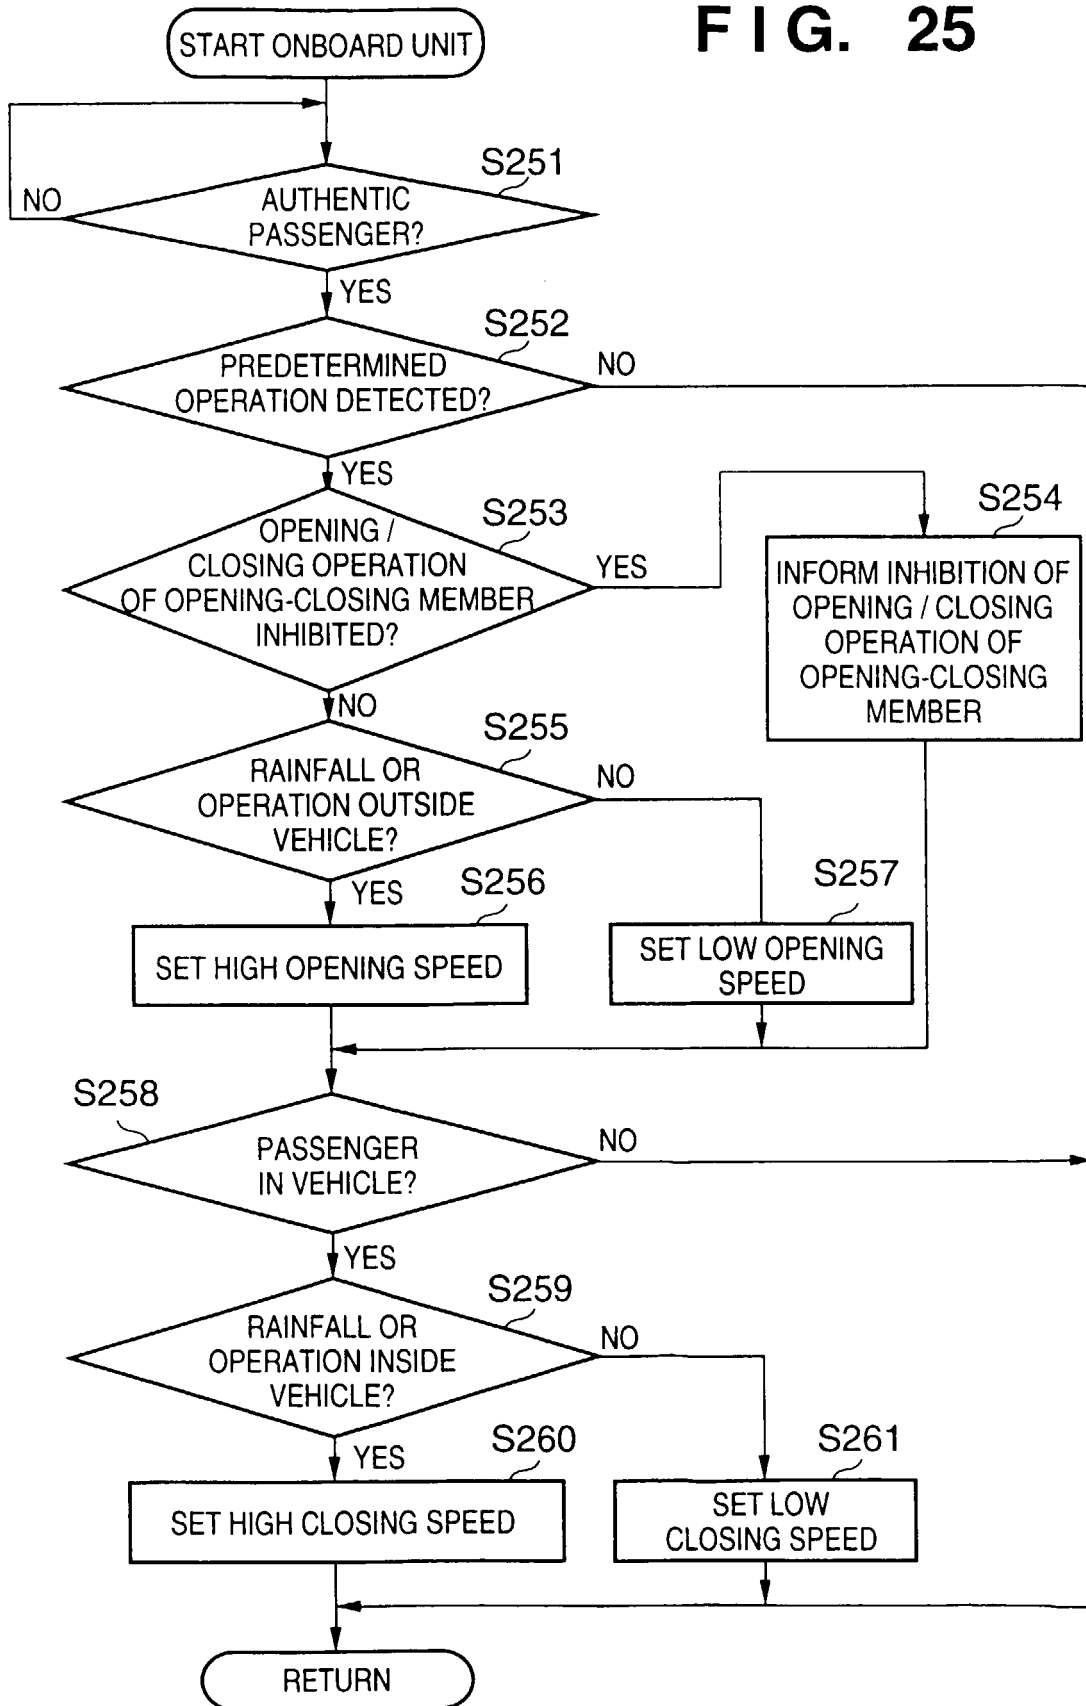 FIG. 25
START ONBOARD UNIT
S251
AUTHENTIC
PASSENGER?
NO
YES
S252
PREDETERMINED
OPERATION DETECTED?
NO
YES
S253
OPENING /
CLOSING OPERATION
OF OPENING-CLOSING MEMBER
INHIBITED?
YES
NO
S254
INFORM INHIBITION OF
OPENING / CLOSING
OPERATION OF
OPENING-CLOSING
MEMBER
S255
RAINFALL OR
OPERATION OUTSIDE
VEHICLE?
NO
YES
S256
SET HIGH OPENING SPEED
S257
SET LOW OPENING
SPEED
S258
PASSENGER
IN VEHICLE?
NO
YES
S259
RAINFALL OR
OPERATION INSIDE
VEHICLE?
NO
YES
S260
SET HIGH CLOSING SPEED
S261
SET LOW
CLOSING SPEED
RETURN